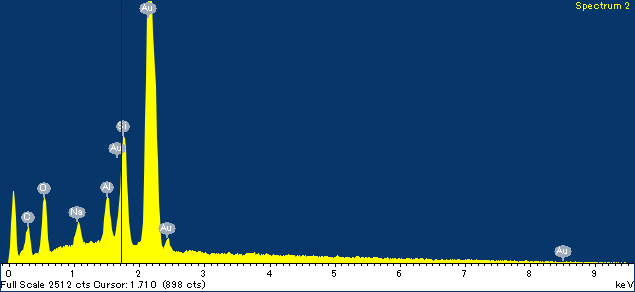 Spectrum 2
Au
Si
Au
O
Al
C
Na
Au
Au
0 1 2 3 4 5 6 7 8 9
Full Scale 2512 cts Cursor: 1.710 (898 cts) keV